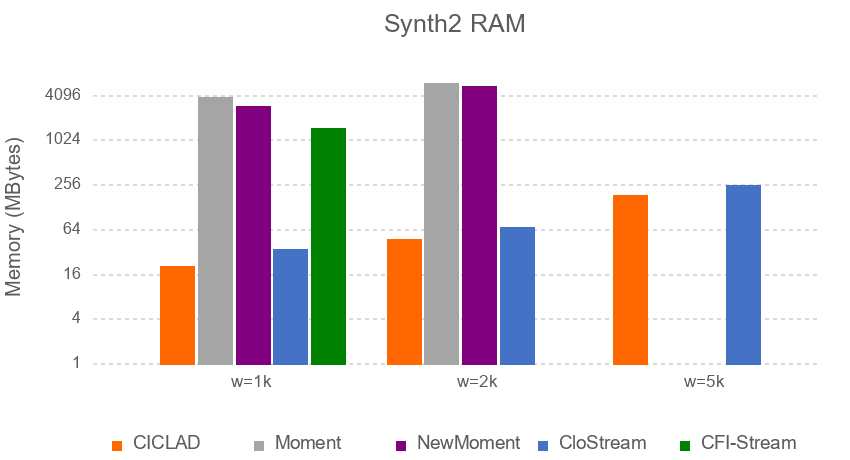 Synth2 RAM
Memory (MBytes)
4096
1024
256
64
16
4
1
w=1k w=2k w=5k
CICLAD Moment NewMoment CloStream CFI-Stream